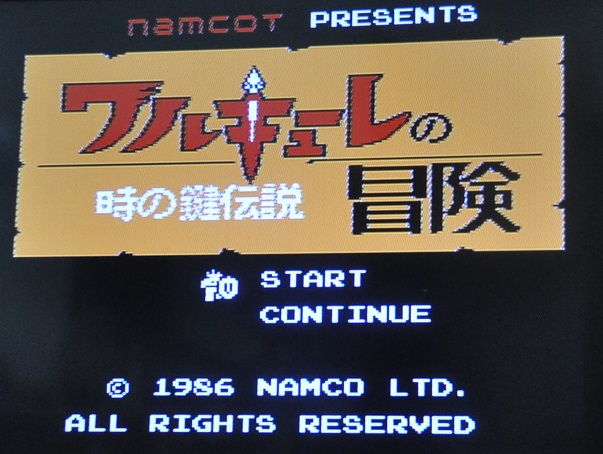 namcot PRESENTS
ワルキューレの
冒険
時の鍵伝説
START
CONTINUE
© 1986 NAMCO LTD.
ALL RIGHTS RESERVED